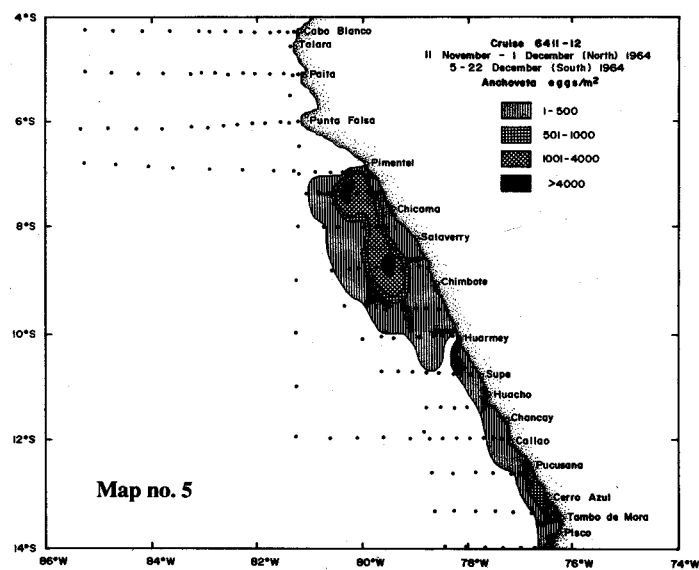 4°S
6°S
8°S
10°S
12°S
14°S
86°W
84°W
82°W
80°W
78°W
76°W
74°W
Cabo Blanco
Talara
Paita
Punta Falsa
Pimentel
Chicama
Salaverry
Chimbote
Huarmey
Supe
Huacho
Chancay
Callao
Pucusana
Cerro Azul
Tambo de Mora
Pisco
Cruise 6411-12
11 November - 1 December (North) 1964
5-22 December (South) 1964
Anchoveta eggs/m²
1-500
501-1000
1001-4000
>4000
Map no. 5